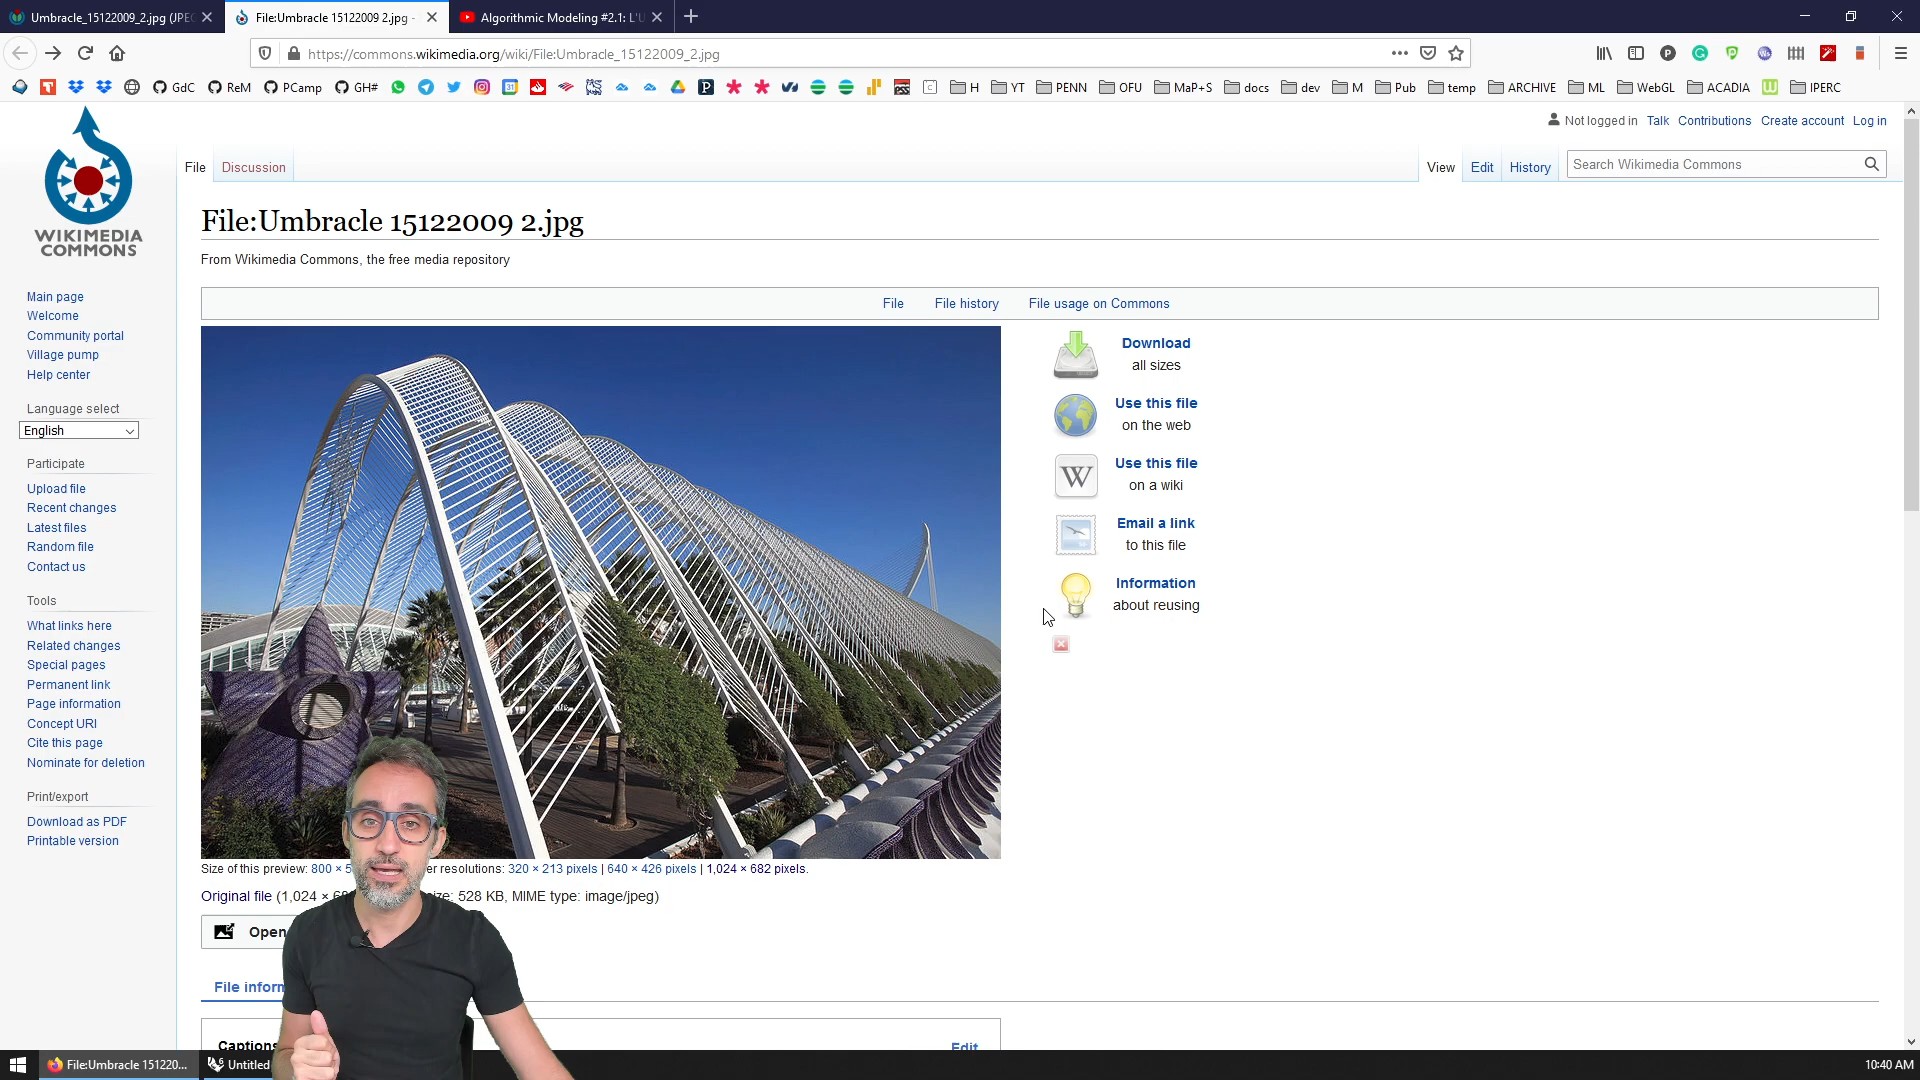 Umbracle_15122009_2.jpg (JPEG
File:Umbracle 15122009 2.jpg -
Algorithmic Modeling #2.1: L'U
https://commons.wikimedia.org/wiki/File:Umbracle_15122009_2.jpg
GdC
ReM
PCamp
GH#
H
YT
PENN
OFU
MaP+S
docs
dev
M
Pub
temp
ARCHIVE
ML
WebGL
ACADIA
IPERC
Not logged in Talk Contributions Create account Log in
WIKIMEDIA
COMMONS
File Discussion
View Edit History Search Wikimedia Commons
File:Umbracle 15122009 2.jpg
From Wikimedia Commons, the free media repository
File File history File usage on Commons
Main page
Welcome
Community portal
Village pump
Help center
Language select
English
Participate
Upload file
Recent changes
Latest files
Random file
Contact us
Tools
What links here
Related changes
Special pages
Permanent link
Page information
Concept URI
Cite this page
Nominate for deletion
Print/export
Download as PDF
Printable version
Download
all sizes
Use this file
on the web
W
Use this file
on a wiki
Email a link
to this file
Information
about reusing
Size of this preview: 800 × 5 er resolutions: 320 × 213 pixels | 640 × 426 pixels | 1,024 × 682 pixels.
Original file (1,024 × 68 ize: 528 KB, MIME type: image/jpeg)
Open
File inform
Captions
Edit
File:Umbracle 151220...
Untitled
10:40 AM